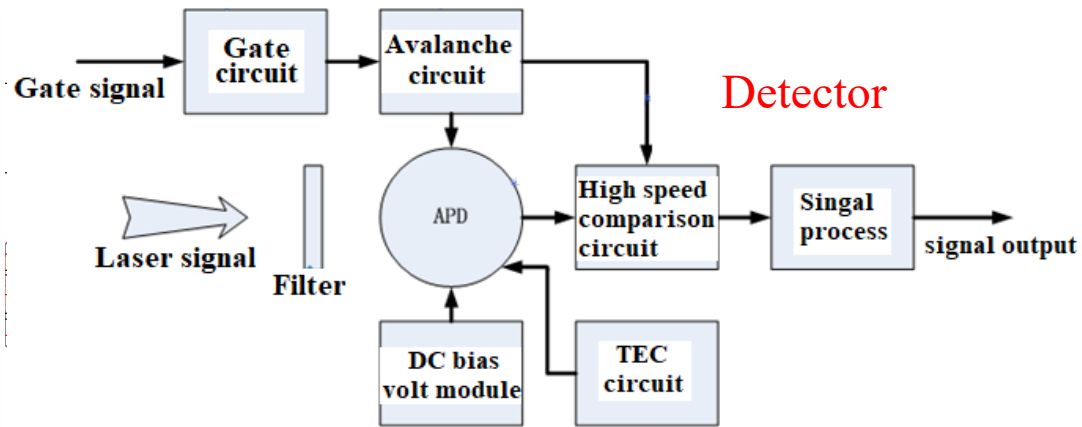 Gate
circuit
Avalanche
circuit
Gate signal
Detector
APD
High speed
comparison
circuit
Singal
process
Laser signal
Filter
signal output
DC bias
volt module
TEC
circuit